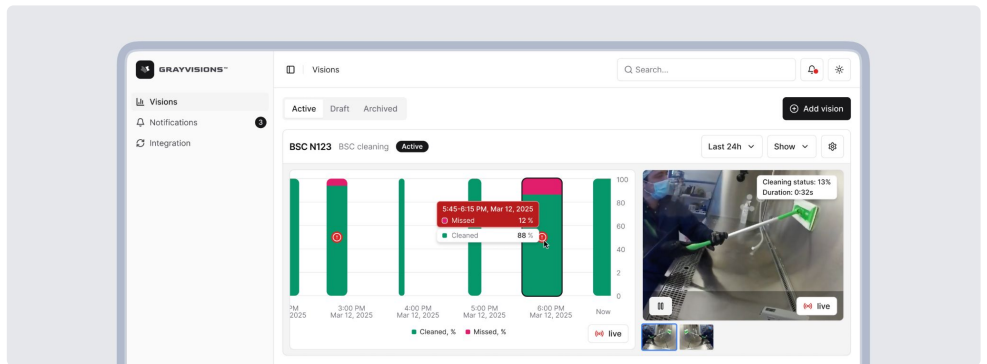 GRAYVISIONS™
Visions
Search...
Visions
Notifications
3
Integration
Active Draft Archived
Add vision
BSC N123 BSC cleaning Active
Last 24h
Show
100
80
60
40
2
0
5:45-6:15 PM, Mar 12, 2025
Missed 12 %
Cleaned 88 %
PM
2025
3:00 PM
Mar 12, 2025
4:00 PM
Mar 12, 2025
5:00 PM
Mar 12, 2025
6:00 PM
Mar 12, 2025
Now
Cleaned, % Missed, %
live
Cleaning status: 13%
Duration: 0:32s
live